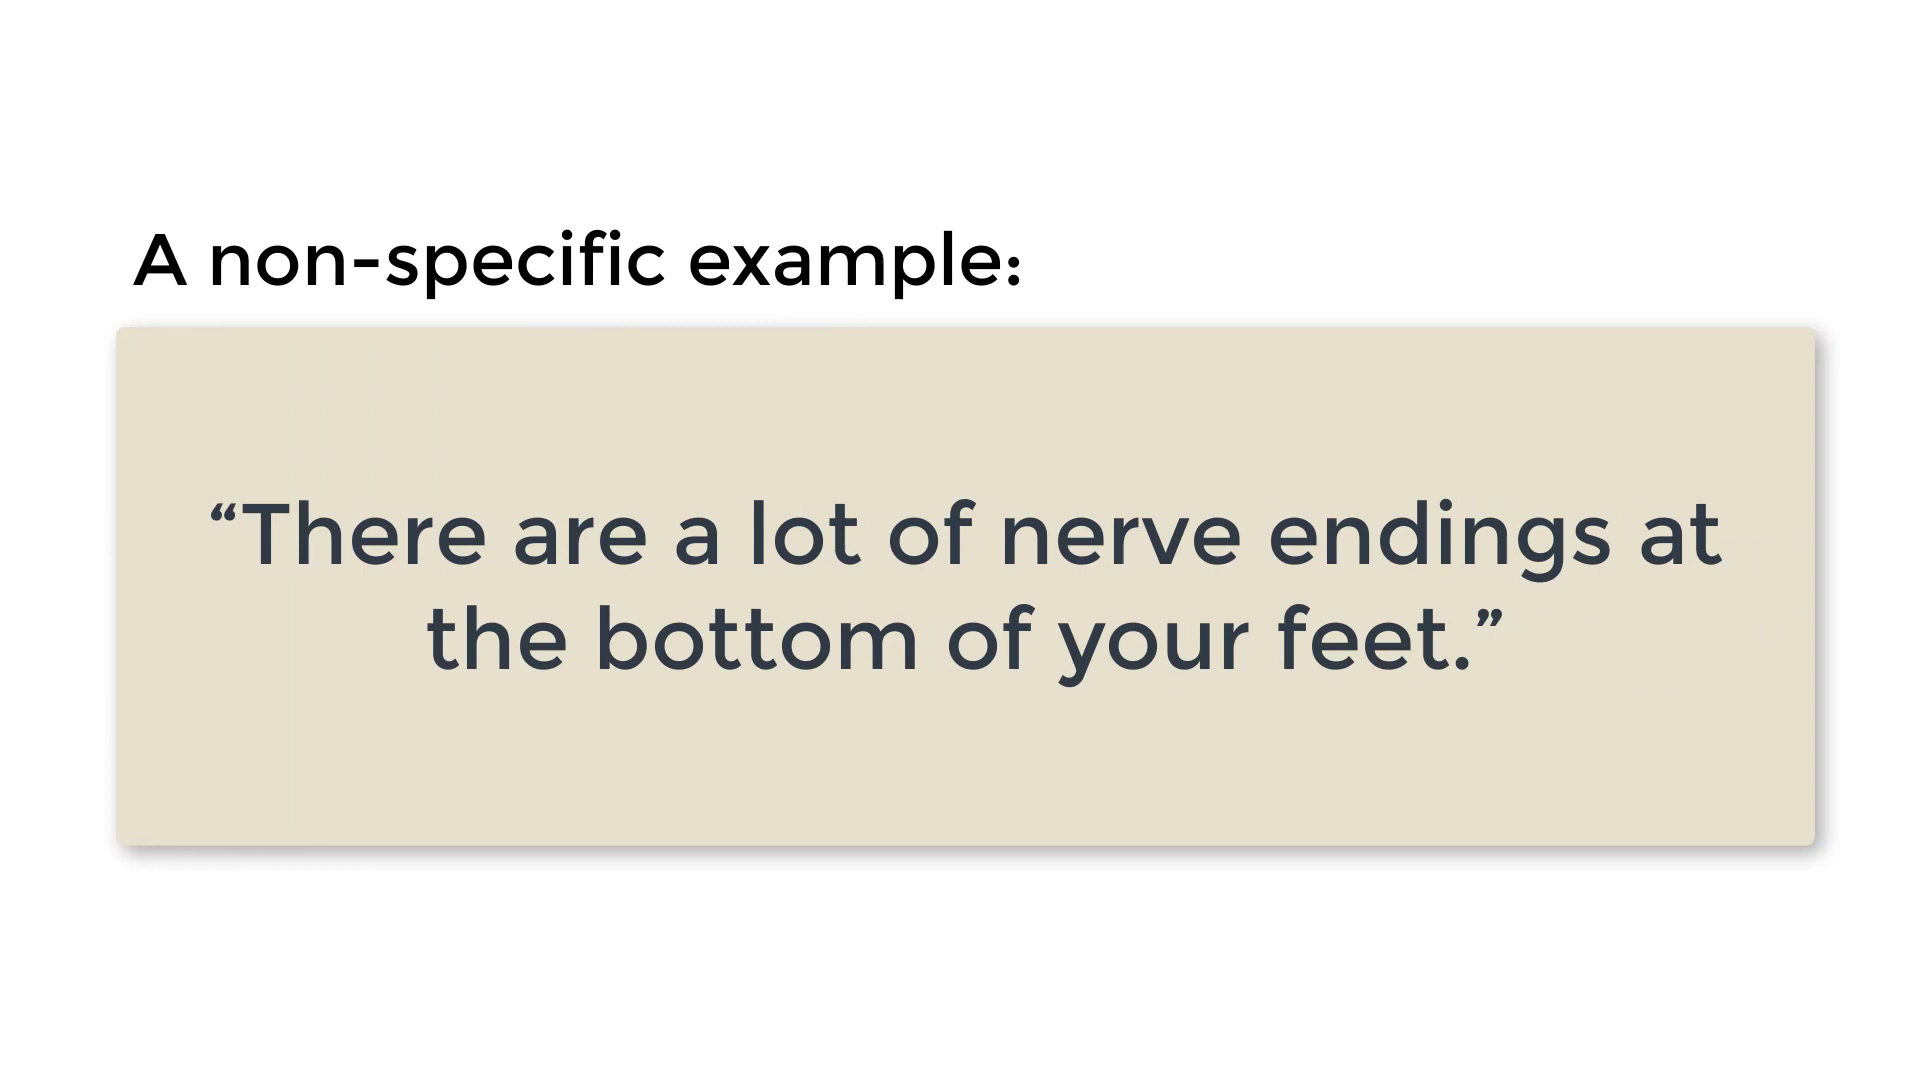 A non-specific example:
“There are a lot of nerve endings at
the bottom of your feet.”